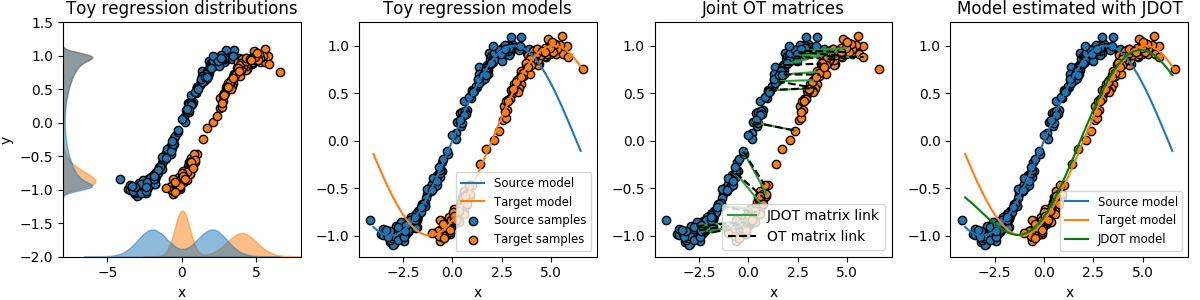 Toy regression distributions
1.5
1.0
0.5
0.0
−0.5
−1.0
−1.5
−2.0
y
−5
0
5
x
Toy regression models
1.0
0.5
0.0
−0.5
−1.0
Source model
Target model
Source samples
Target samples
−2.5
0.0
2.5
5.0
x
Joint OT matrices
1.0
0.5
0.0
−0.5
−1.0
JDOT matrix link
OT matrix link
−2.5
0.0
2.5
5.0
x
Model estimated with JDOT
1.0
0.5
0.0
−0.5
−1.0
Source model
Target model
JDOT model
−2.5
0.0
2.5
5.0
x